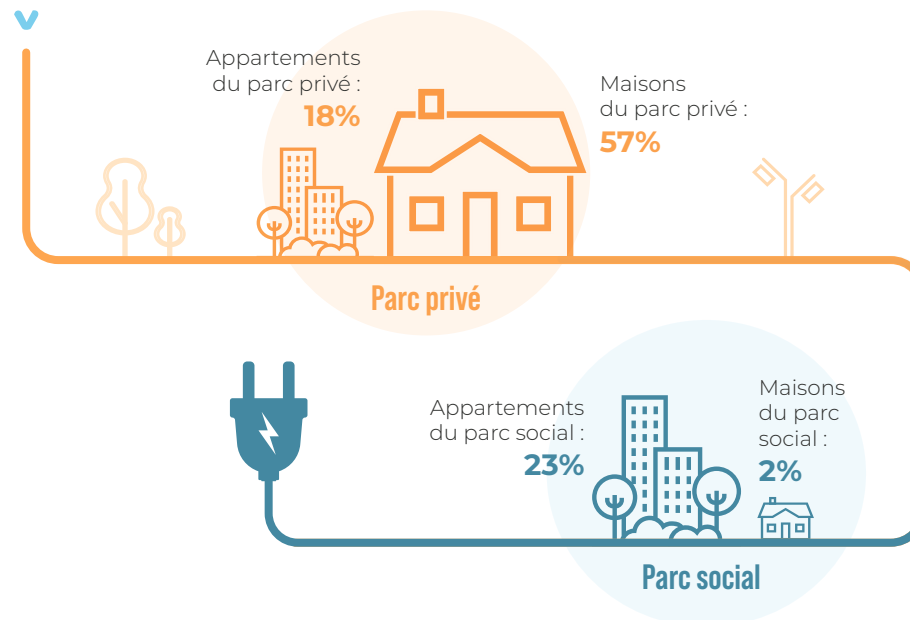 Appartements
du parc privé :
18%
Maisons
du parc privé :
57%
Parc privé
Appartements
du parc social :
23%
Maisons
du parc
social :
2%
Parc social